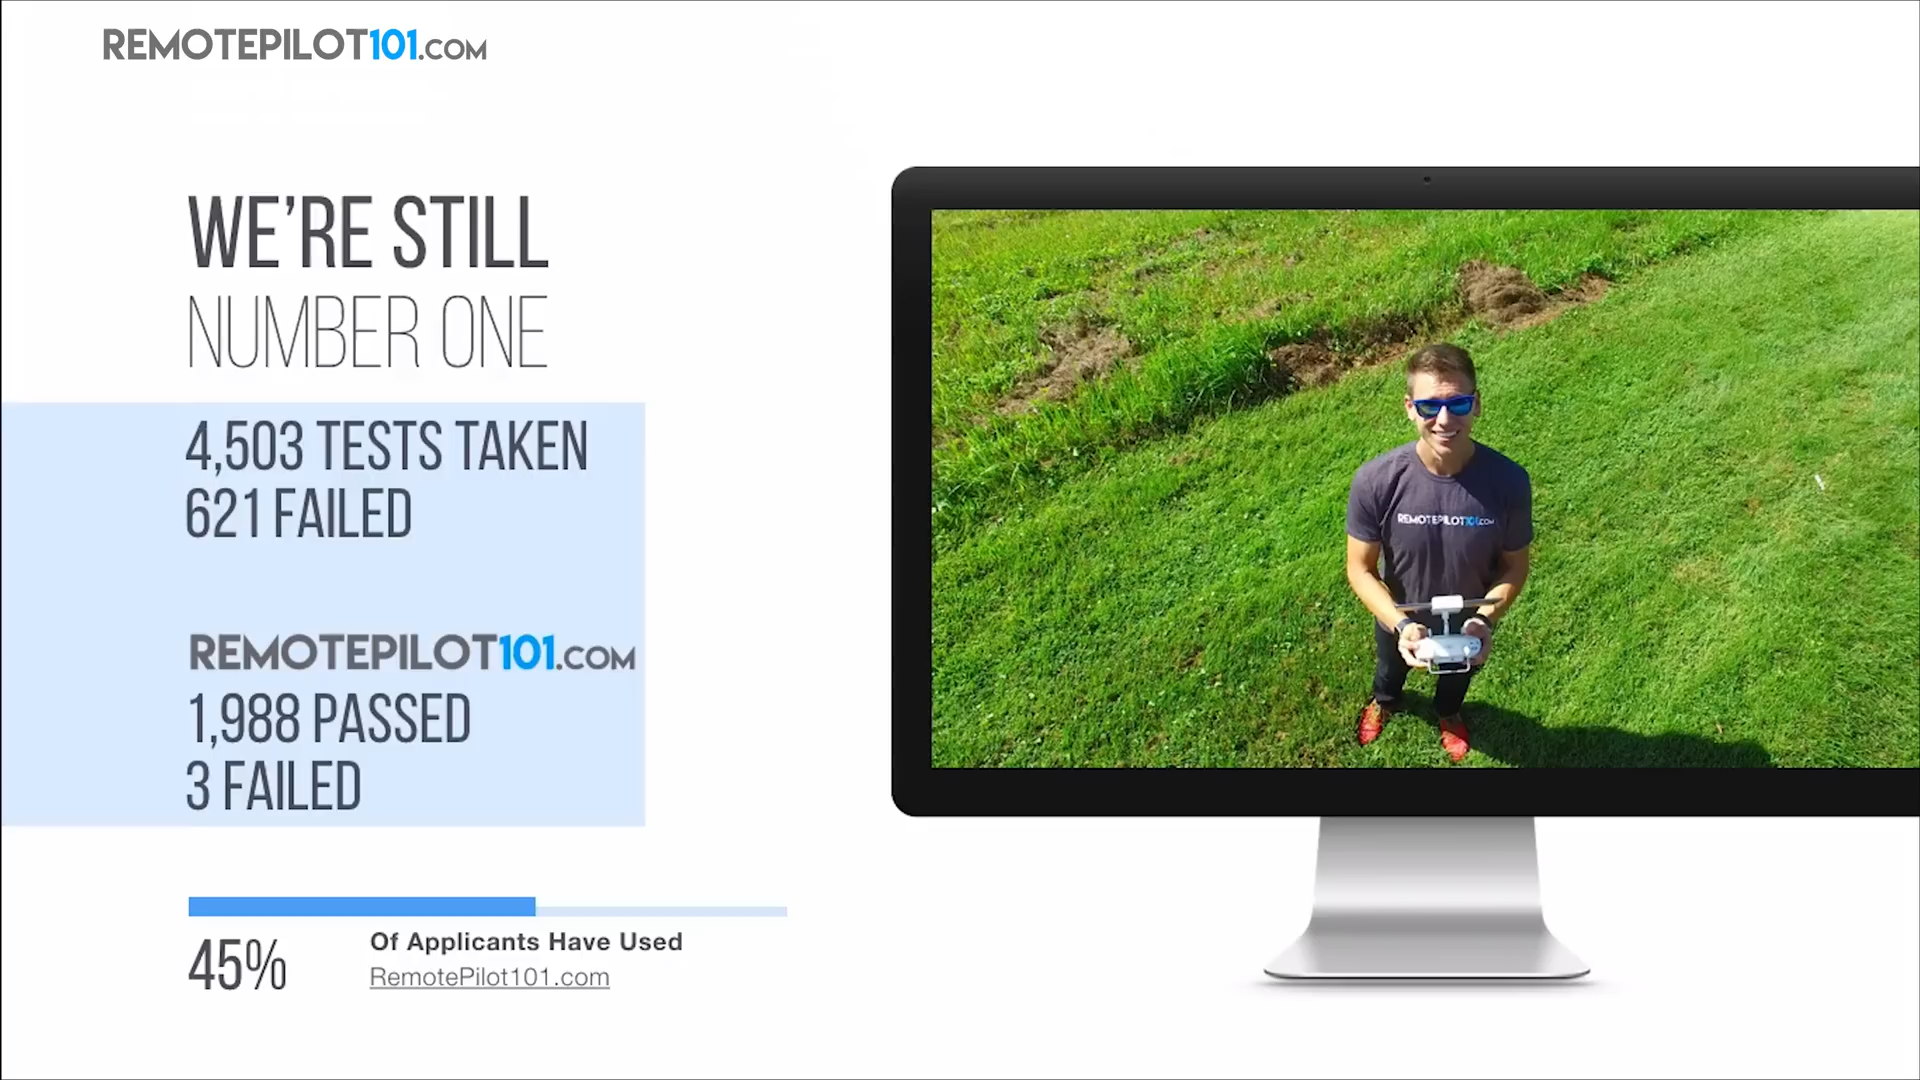 REMOTEPILOT101.COM
WE'RE STILL
NUMBER ONE
4,503 TESTS TAKEN
621 FAILED
REMOTEPILOT101.COM
1,988 PASSED
3 FAILED
45%
Of Applicants Have Used
RemotePilot101.com
REMOTEPILOT101.COM